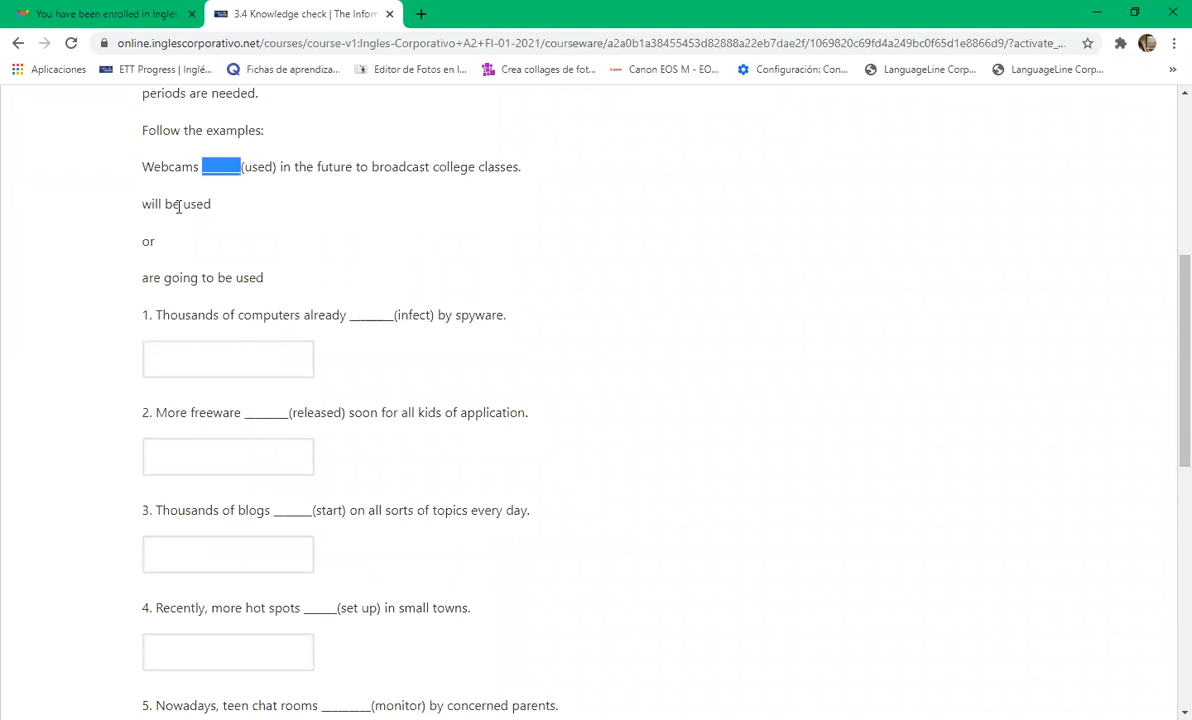 You have been enrolled in Inglés
3.4 Knowledge check | The Inform
online.inglescorporativo.net/courses/course-v1:Ingles-Corporativo+A2+FI-01-2021/courseware/a2a0b1a38455453d82888a22eb7dae2f/1069820c69fd4a249bc0f65d1e8866d9/?activate_...
Aplicaciones ETT Progress | Inglé... Fichas de aprendiza... Editor de Fotos en l... Crea collages de fot... Canon EOS M - EO... Configuración: Con... LanguageLine Corp... LanguageLine Corp... »
periods are needed.
Follow the examples:
Webcams ______(used) in the future to broadcast college classes.
will be used
or
are going to be used
1. Thousands of computers already _______(infect) by spyware.
2. More freeware _______(released) soon for all kids of application.
3. Thousands of blogs ______(start) on all sorts of topics every day.
4. Recently, more hot spots _____(set up) in small towns.
5. Nowadays, teen chat rooms ________(monitor) by concerned parents.